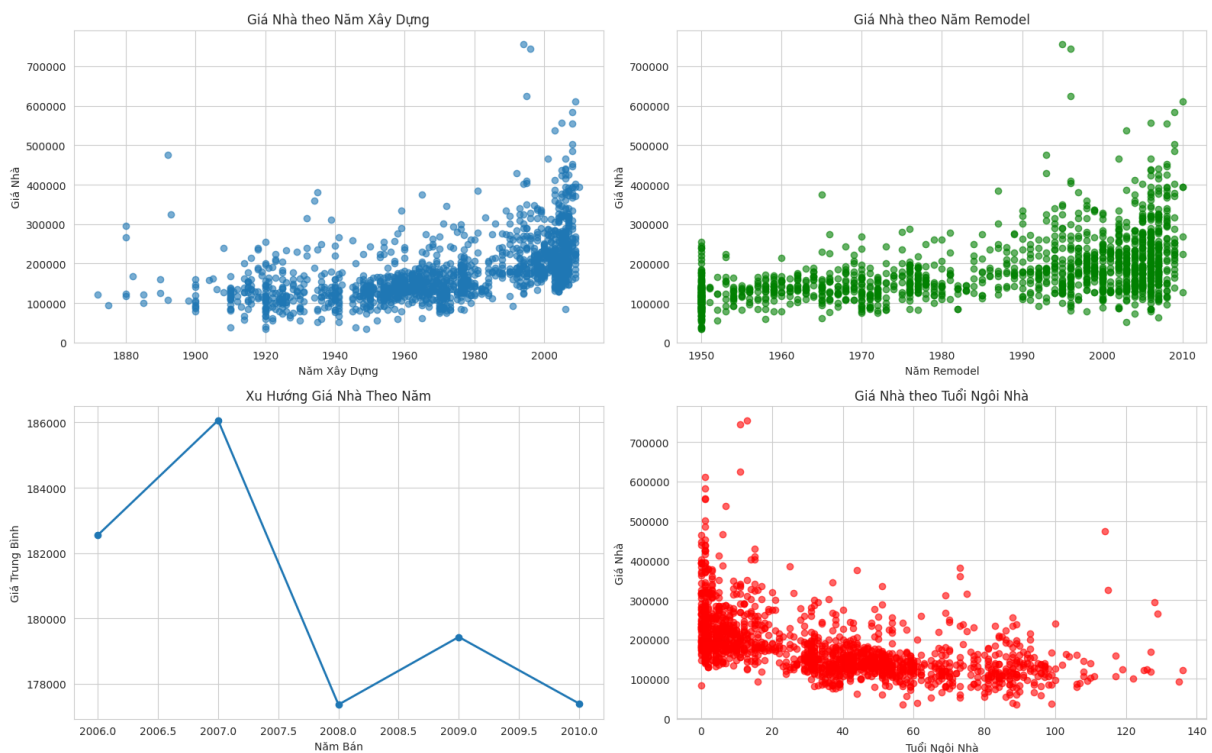 Giá Nhà theo Năm Xây Dựng
700000
600000
500000
400000
300000
200000
100000
0
Giá Nhà
1880 1900 1920 1940 1960 1980 2000
Năm Xây Dựng
Giá Nhà theo Năm Remodel
700000
600000
500000
400000
300000
200000
100000
0
Giá Nhà
1950 1960 1970 1980 1990 2000 2010
Năm Remodel
Xu Hướng Giá Nhà Theo Năm
186000
184000
182000
180000
178000
Giá Trung Bình
2006.0 2006.5 2007.0 2007.5 2008.0 2008.5 2009.0 2009.5 2010.0
Năm Bán
Giá Nhà theo Tuổi Ngôi Nhà
700000
600000
500000
400000
300000
200000
100000
0
Giá Nhà
0 20 40 60 80 100 120 140
Tuổi Ngôi Nhà